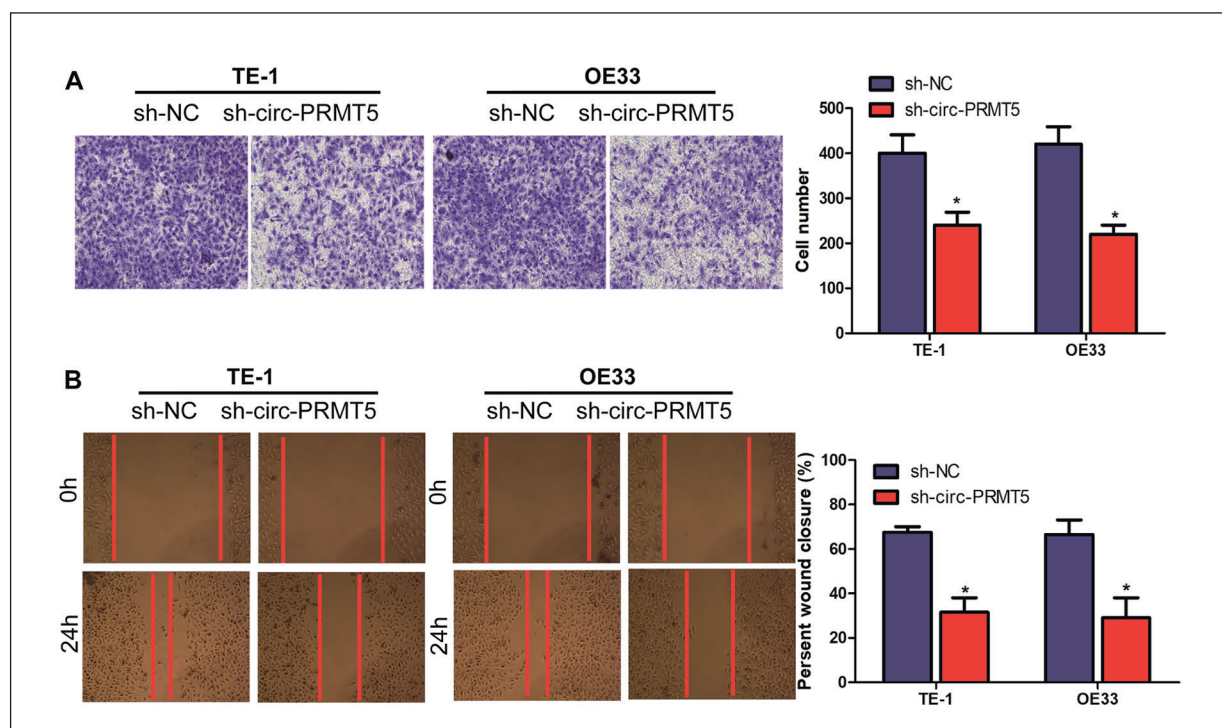 A
TE-1
OE33
sh-NC
sh-circ-PRMT5
sh-NC
sh-circ-PRMT5
sh-NC
sh-circ-PRMT5
Cell number
500
400
300
200
100
0
TE-1
OE33
B
TE-1
OE33
sh-NC
sh-circ-PRMT5
sh-NC
sh-circ-PRMT5
0h
0h
24h
24h
sh-NC
sh-circ-PRMT5
Persent wound closure (%)
100
80
60
40
20
0
TE-1
OE33
*
*
*
*